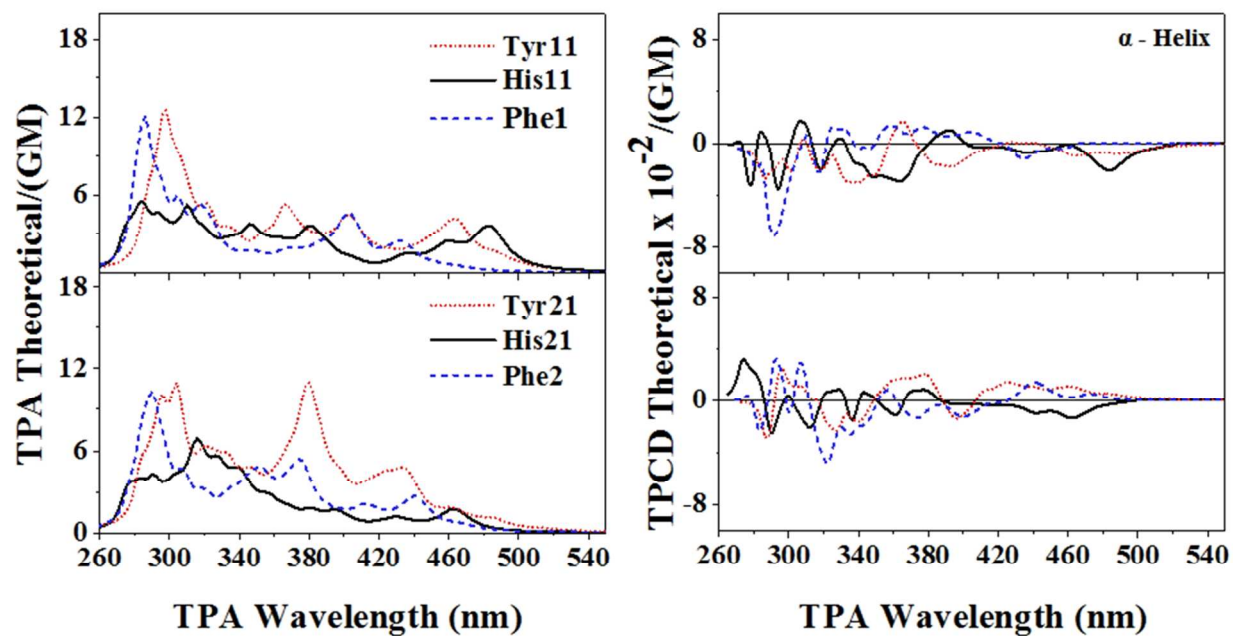 TPA Theoretical/(GM)
18
12
6
Tyr11
His11
Phe1
18
12
6
0
Tyr21
His21
Phe2
260 300 340 380 420 460 500 540
TPA Wavelength (nm)
TPCD Theoretical x 10⁻²/(GM)
8
0
-8
α - Helix
8
0
-8
260 300 340 380 420 460 500 540
TPA Wavelength (nm)